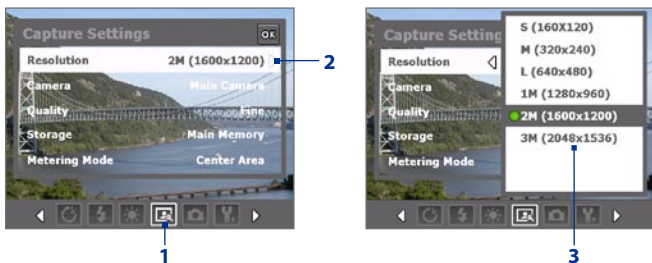 Capture Settings OK
Resolution 2M (1600x1200)
Camera Main Camera
Quality Fine
Storage Main Memory
Metering Mode Center Area
1
2
Capture Setting
Resolution
Camera
Quality
Storage
Metering Mode
S (160X120)
M (320x240)
L (640x480)
1M (1280x960)
2M (1600x1200)
3M (2048x1536)
3